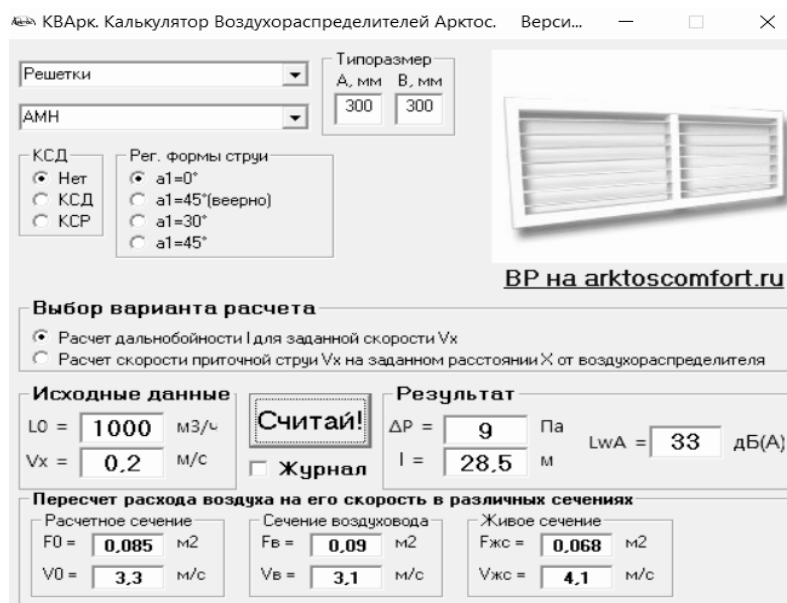 КВАрк. Калькулятор Воздухораспределителей Арктос. Верси...
Решетки
АМН
Типоразмер
А, мм В, мм
300 300
КСД
Нет
КСД
КСР
Рег. формы струи
a1=0°
a1=45°(веерно)
a1=30°
a1=45°
ВР на arktoscomfort.ru
Выбор варианта расчета
Расчет дальнобойности l для заданной скорости Vx
Расчет скорости приточной струи Vx на заданном расстоянии X от воздухораспределителя
Исходные данные
L0 = 1000 м3/ч
Vx = 0,2 м/с
Считай!
Журнал
Результат
ΔP = 9 Па
l = 28,5 м
LwA = 33 дБ(А)
Пересчет расхода воздуха на его скорость в различных сечениях
Расчетное сечение
F0 = 0,085 м2
V0 = 3,3 м/с
Сечение воздуховода
Fв = 0,09 м2
Vв = 3,1 м/с
Живое сечение
Fжс = 0,068 м2
Vжс = 4,1 м/с